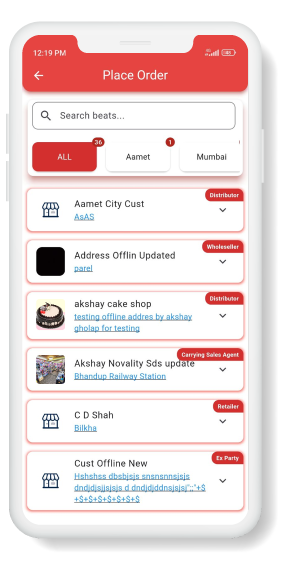 12:19 PM
Place Order
Search beats...
36
1
ALL
Aamet
Mumbai
Distributor
Aamet City Cust
AsAS
Wholeseller
Address Offlin Updated
parel
Distributor
akshay cake shop
testing offline addres by akshay
gholap for testing
Carrying Sales Agent
Akshay Novality Sds update
Bhandup Railway Station
Retailer
C D Shah
Bilkha
Ex Party
Cust Offline New
Hshshss dbsbjsjs snsnsnnsjsjs
dndjdjsjjsjsjs d dndjdjddnsjsjsj";;"+$
+$+$+$+$+$+$+$